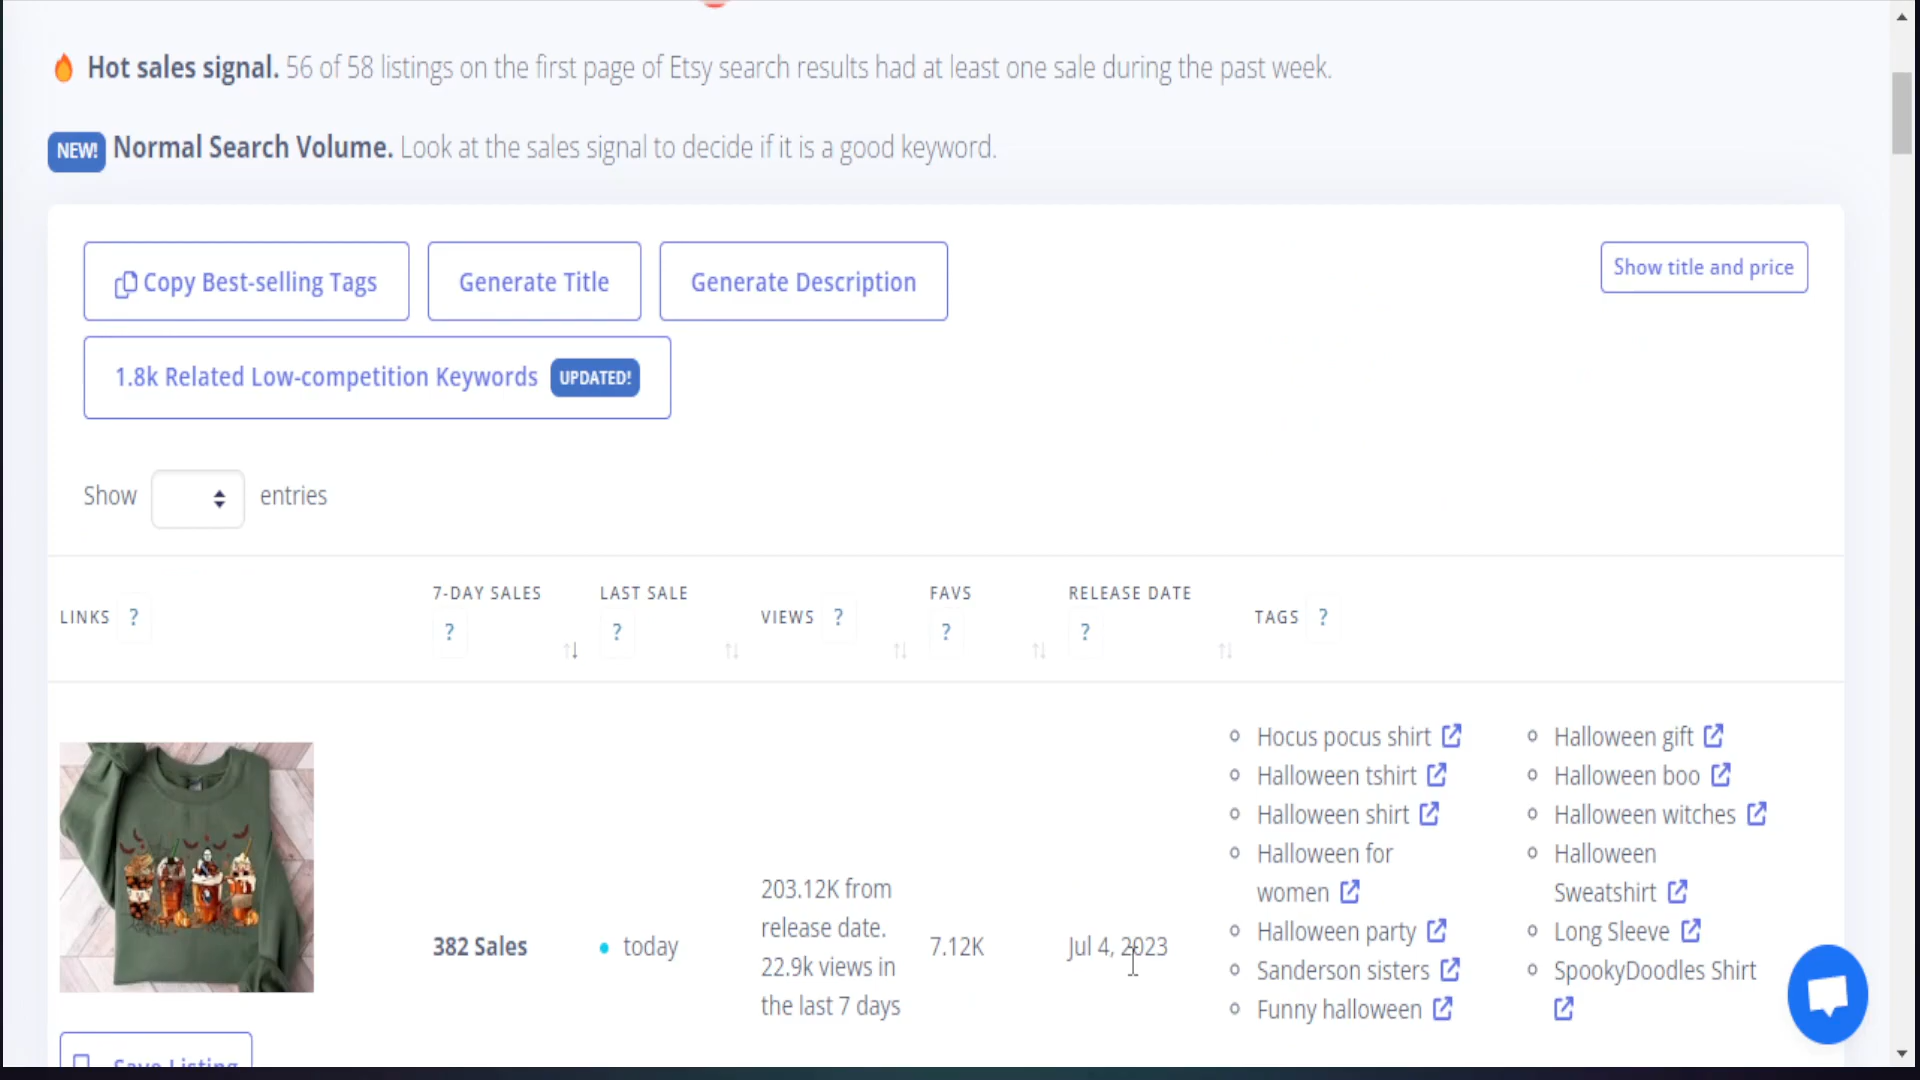 Hot sales signal. 56 of 58 listings on the first page of Etsy search results had at least one sale during the past week.
NEW! Normal Search Volume. Look at the sales signal to decide if it is a good keyword.
Copy Best-selling Tags
Generate Title
Generate Description
Show title and price
1.8k Related Low-competition Keywords UPDATED!
Show entries
LINKS ?
7-DAY SALES ?
LAST SALE ?
VIEWS ?
FAVS ?
RELEASE DATE ?
TAGS ?
382 Sales
today
203.12K from
release date.
22.9k views in
the last 7 days
7.12K
Jul 4, 2023
Hocus pocus shirt
Halloween tshirt
Halloween shirt
Halloween for
women
Halloween party
Sanderson sisters
Funny halloween
Halloween gift
Halloween boo
Halloween witches
Halloween
Sweatshirt
Long Sleeve
SpookyDoodles Shirt
Save Listing